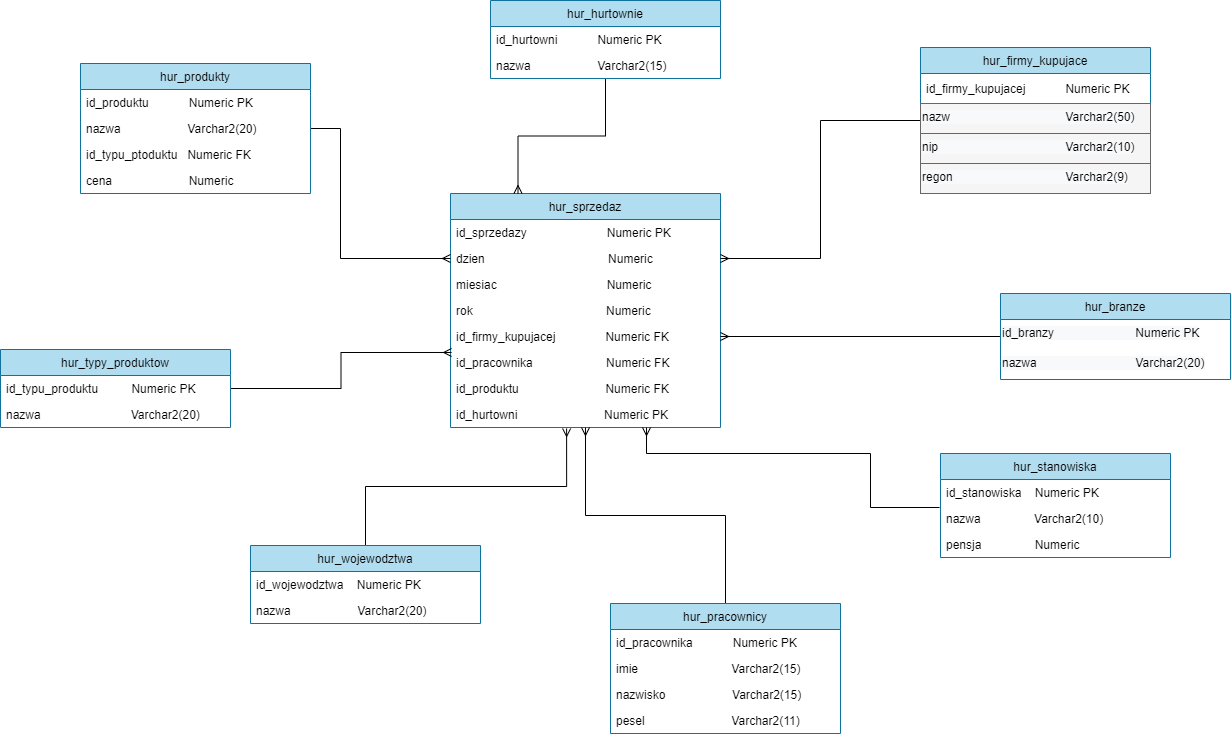 hur_hurtownie
id_hurtowni Numeric PK
nazwa Varchar2(15)
hur_produkty
id_produktu Numeric PK
nazwa Varchar2(20)
id_typu_ptoduktu Numeric FK
cena Numeric
hur_firmy_kupujace
id_firmy_kupujacej Numeric PK
nazw Varchar2(50)
nip Varchar2(10)
regon Varchar2(9)
hur_sprzedaz
id_sprzedazy Numeric PK
dzien Numeric
miesiac Numeric
rok Numeric
id_firmy_kupujacej Numeric FK
id_pracownika Numeric FK
id_produktu Numeric FK
id_hurtowni Numeric PK
hur_branze
id_branzy Numeric PK
nazwa Varchar2(20)
hur_typy_produktow
id_typu_produktu Numeric PK
nazwa Varchar2(20)
hur_stanowiska
id_stanowiska Numeric PK
nazwa Varchar2(10)
pensja Numeric
hur_wojewodztwa
id_wojewodztwa Numeric PK
nazwa Varchar2(20)
hur_pracownicy
id_pracownika Numeric PK
imie Varchar2(15)
nazwisko Varchar2(15)
pesel Varchar2(11)